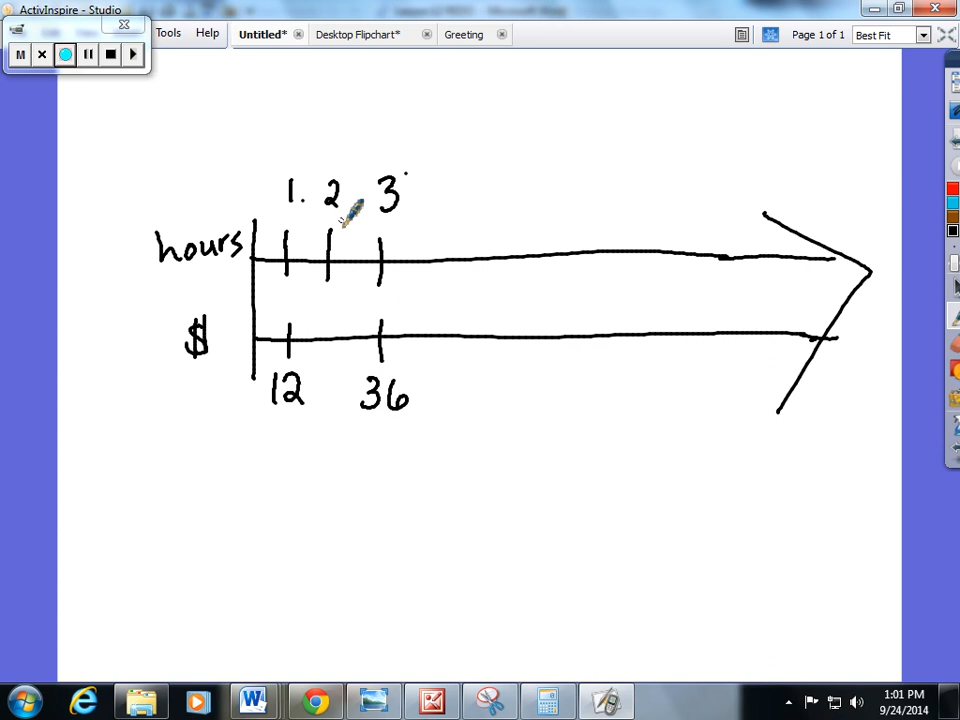 ActivInspire - Studio
Tools Help Untitled* Desktop Flipchart* Greeting Page 1 of 1 Best Fit
M
1. 2 3
hours
$
12 36
1:01 PM
9/24/2014